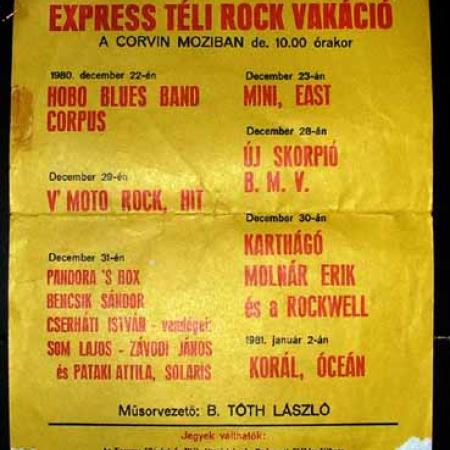 EXPRESS TÉLI ROCK VAKÁCIÓ
A CORVIN MOZIBAN de. 10.00 órakor
1980. december 22-én
HOBO BLUES BAND
CORPUS
December 23-án
MINI, EAST
December 28-án
ÚJ SKORPIÓ
B. M. V.
December 29-én
V' MOTO ROCK, HIT
December 30-án
KARTHÁGÓ
MOLNÁR ERIK
és a ROCKWELL
December 31-én
PANDORA 'S BOX
BENCSIK SÁNDOR
CSERHÁTI ISTVÁN - vendégei:
SOM LAJOS - ZÁVODI JÁNOS
és PATAKI ATTILA, SOLARIS
1981. január 2-án
KORÁL, ÓCEÁN
Műsorvezető: B. TÓTH LÁSZLÓ
Jegyek válthatók: